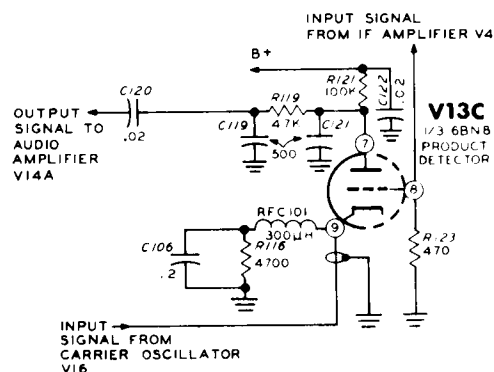 INPUT SIGNAL
FROM IF AMPLIFIER V4
B+
C120
.02
R119
47K
R121
100K
C122
.02
C119
C121
500
OUTPUT
SIGNAL TO
AUDIO
AMPLIFIER
V14A
V13C
1/3 6BN8
PRODUCT
DETECTOR
7
8
9
RFC101
300μH
C106
.2
R116
4700
R123
470
INPUT
SIGNAL FROM
CARRIER OSCILLATOR
V16